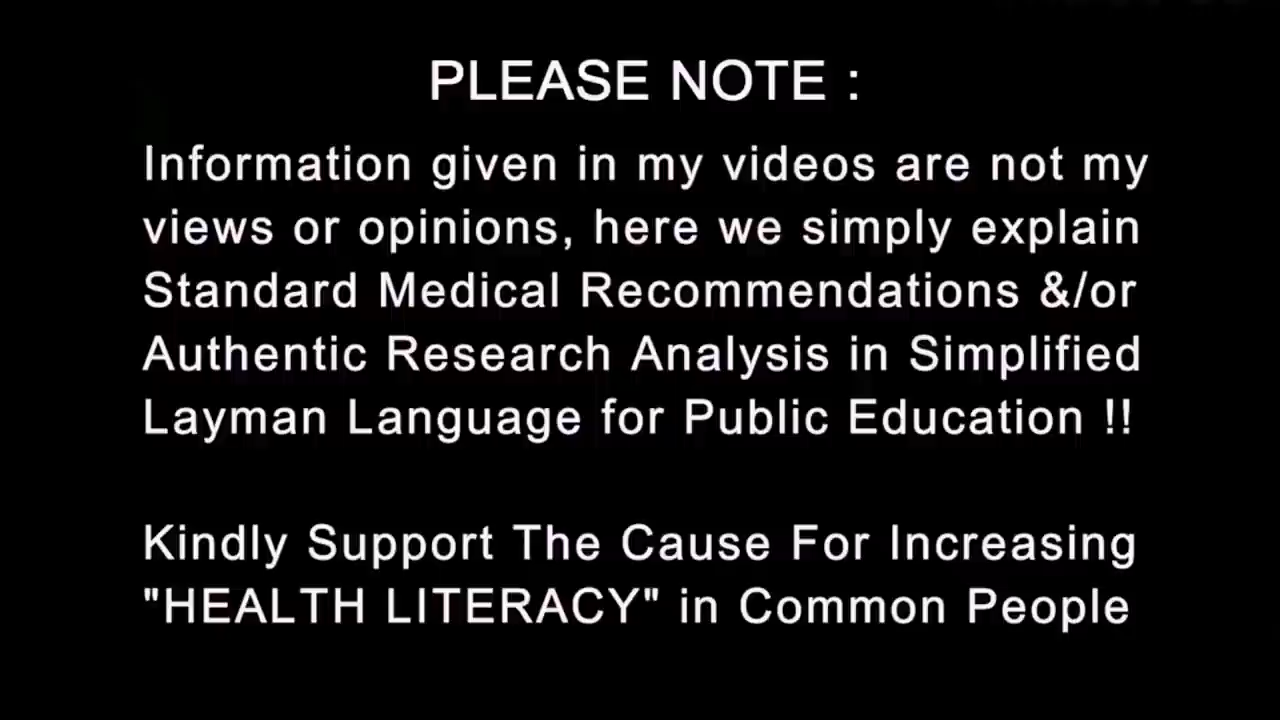 PLEASE NOTE :
Information given in my videos are not my
views or opinions, here we simply explain
Standard Medical Recommendations &/or
Authentic Research Analysis in Simplified
Layman Language for Public Education !!
Kindly Support The Cause For Increasing
"HEALTH LITERACY" in Common People